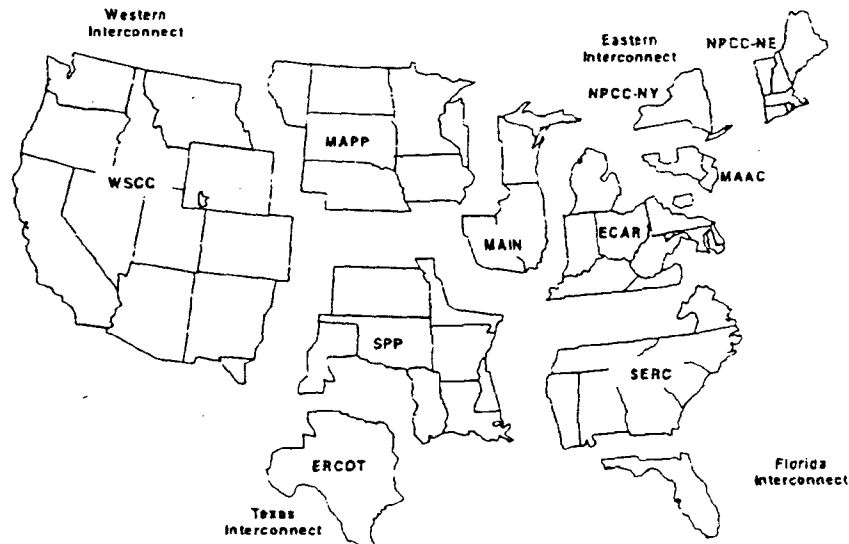 Western
Interconnect
Eastern
Interconnect
NPCC-NE
NPCC-NY
MAPP
WSCC
MAAC
MAIN
ECAR
SPP
SERC
ERCOT
Texas
Interconnect
Florida
Interconnect